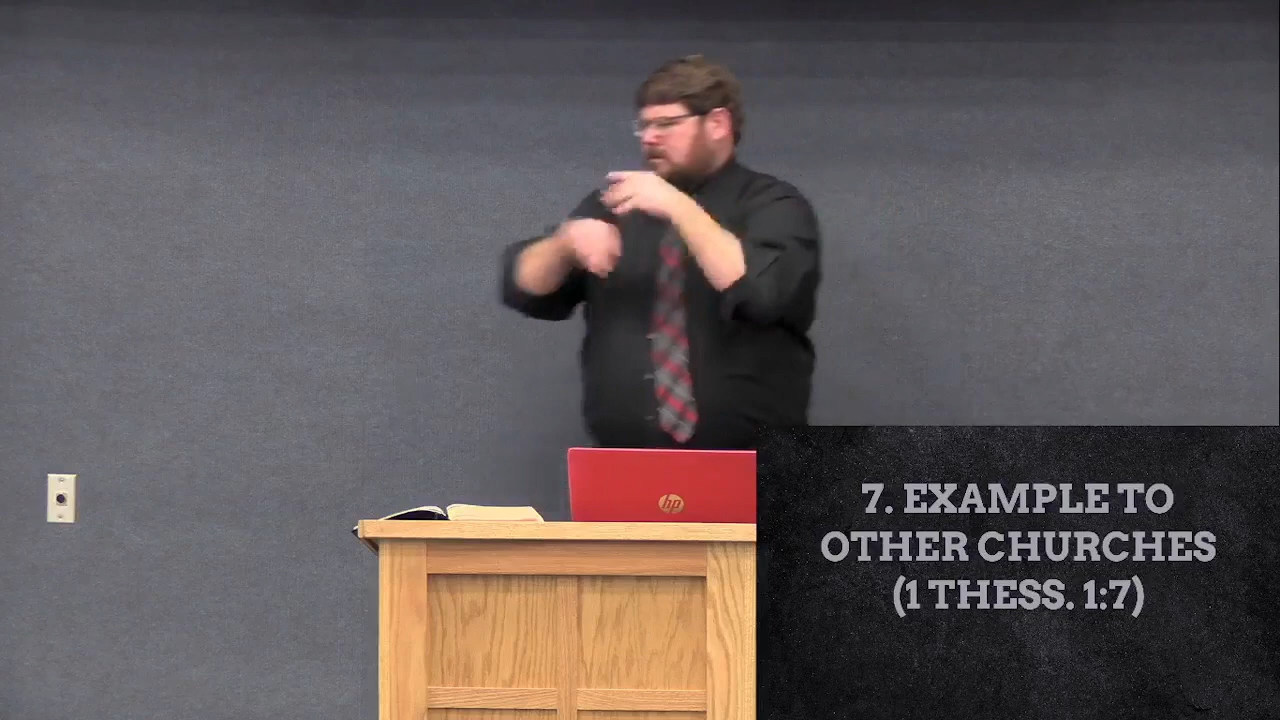 hp
7. EXAMPLE TO
OTHER CHURCHES
(1 THESS. 1:7)